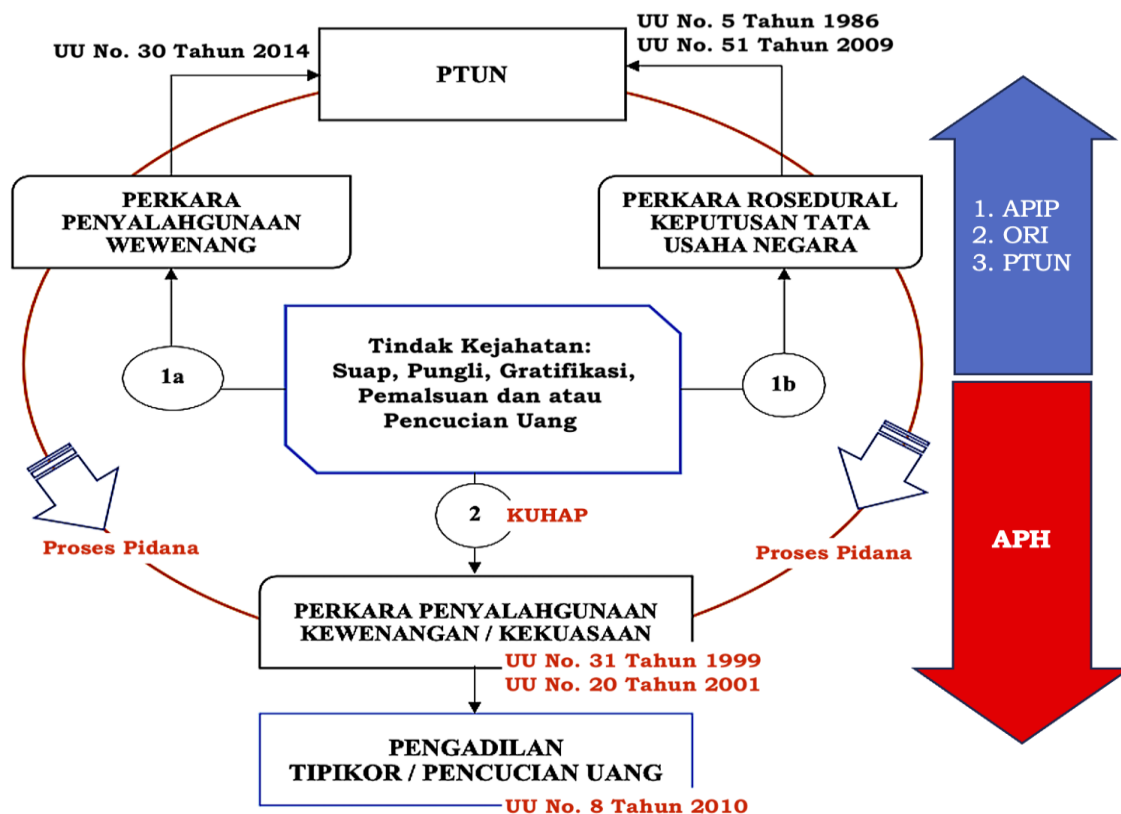 UU No. 5 Tahun 1986
UU No. 51 Tahun 2009
UU No. 30 Tahun 2014
PTUN
PERKARA
PENYALAHGUNAAN
WEWENANG
PERKARA ROSEDURAL
KEPUTUSAN TATA
USAHA NEGARA
1. APIP
2. ORI
3. PTUN
Tindak Kejahatan:
Suap, Pungli, Gratifikasi,
Pemalsuan dan atau
Pencucian Uang
1a
1b
2
KUHAP
Proses Pidana
Proses Pidana
APH
PERKARA PENYALAHGUNAAN
KEWENANGAN / KEKUASAAN
UU No. 31 Tahun 1999
UU No. 20 Tahun 2001
PENGADILAN
TIPIKOR / PENCUCIAN UANG
UU No. 8 Tahun 2010